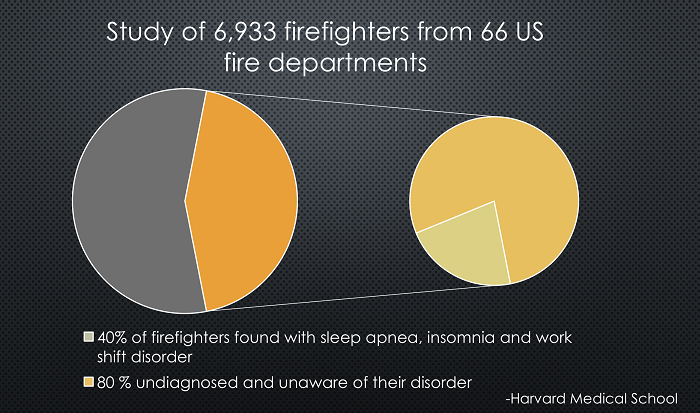 Study of 6,933 firefighters from 66 US
fire departments
40% of firefighters found with sleep apnea, insomnia and work
shift disorder
80 % undiagnosed and unaware of their disorder
-Harvard Medical School